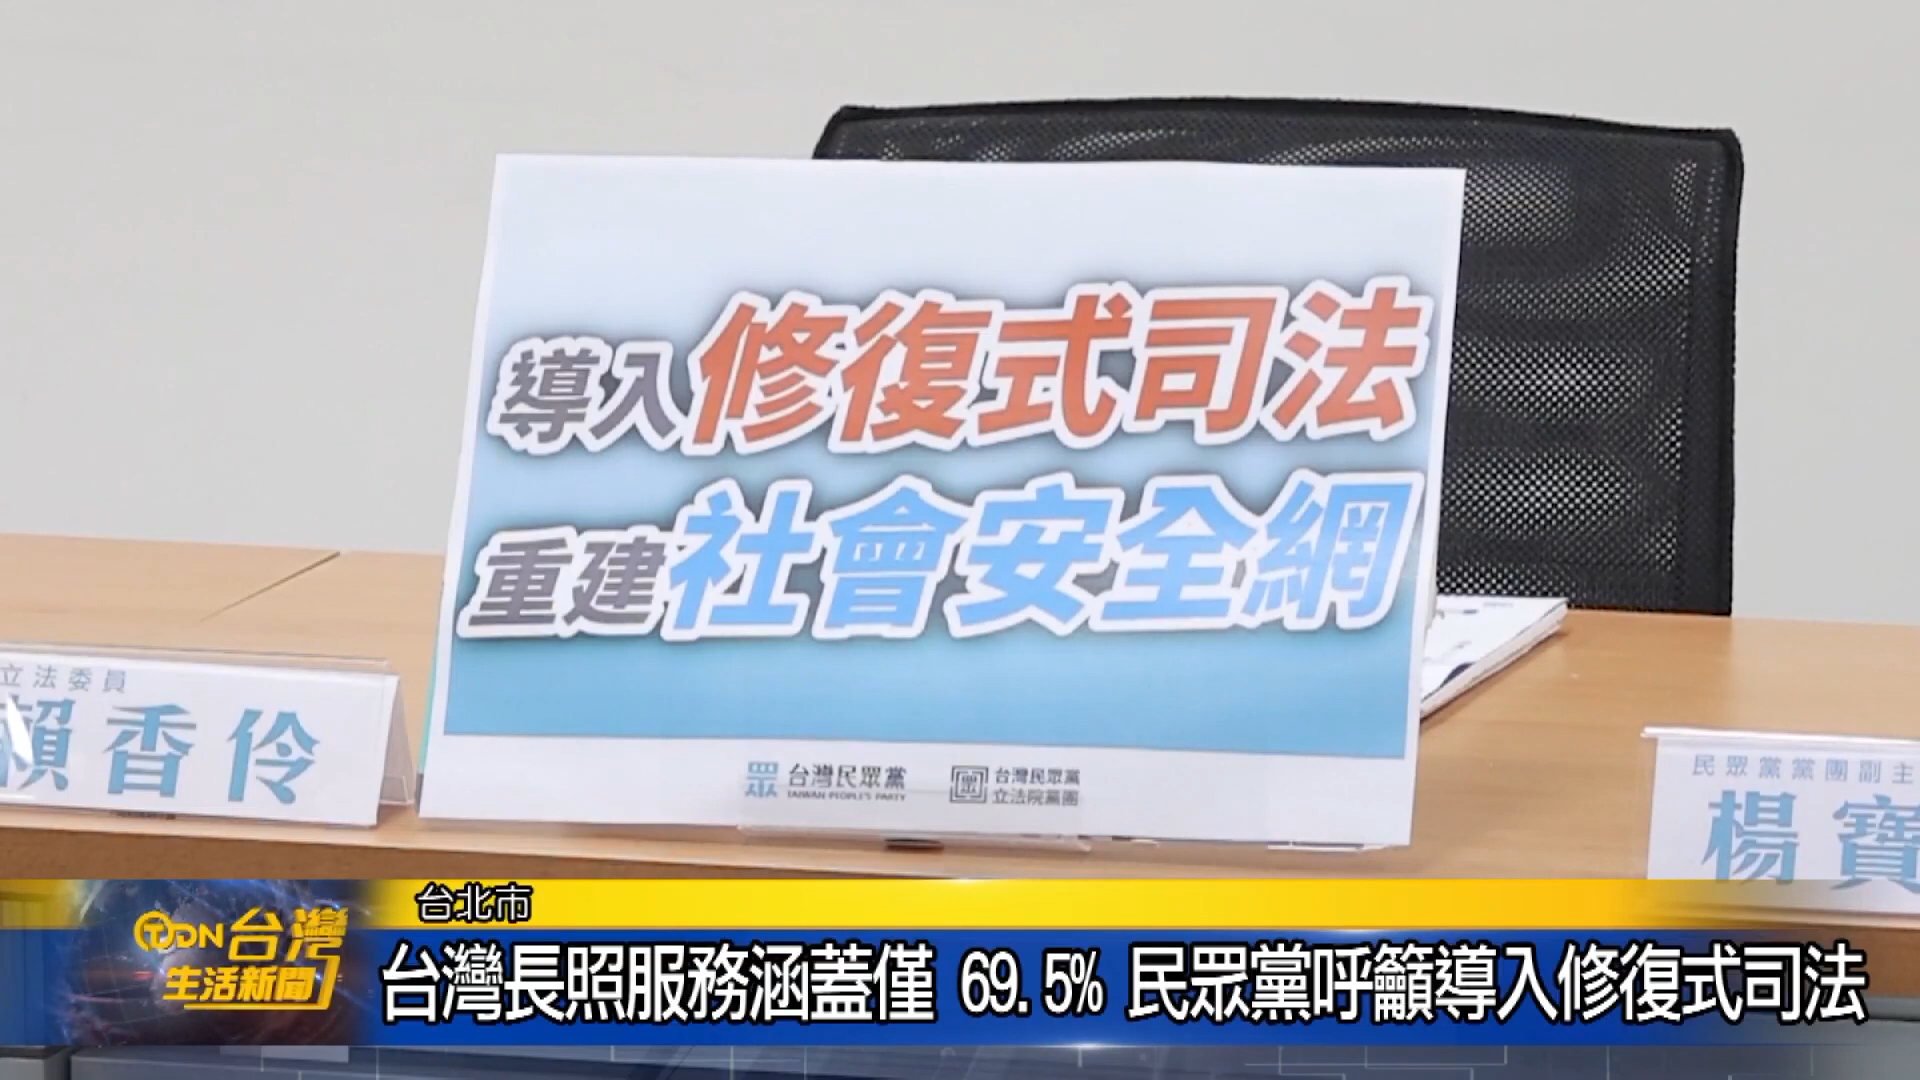 導入修復式司法
重建社會安全網
眾 台灣民眾黨
TAIWAN PEOPLE'S PARTY
眾 台灣民眾黨
立法院黨團
立法委員
賴香伶
民眾黨黨團副主
楊寶
台北市
TDN台灣
生活新聞
台灣長照服務涵蓋僅 69.5% 民眾黨呼籲導入修復式司法